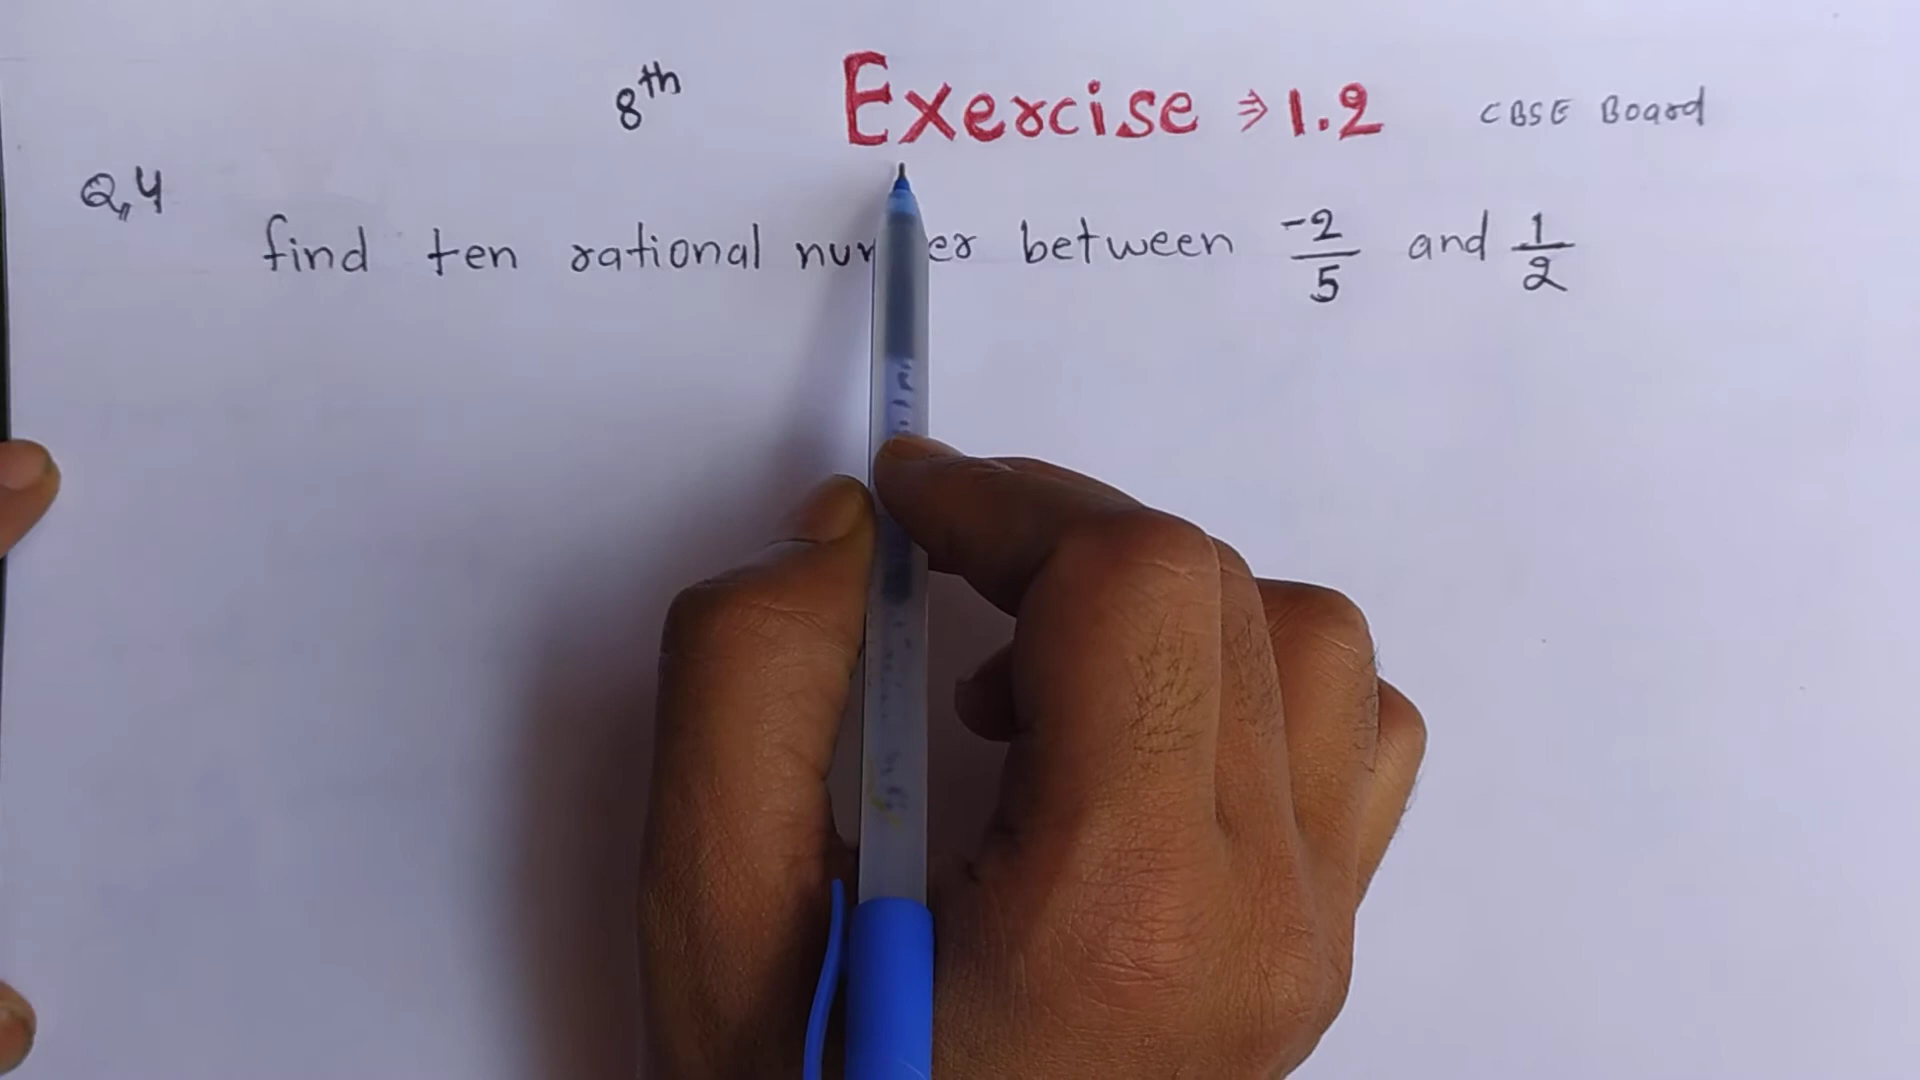 8th Exercise ⇒ 1.2 CBSE Board
Q,4
find ten rational between -2/5 and 1/2